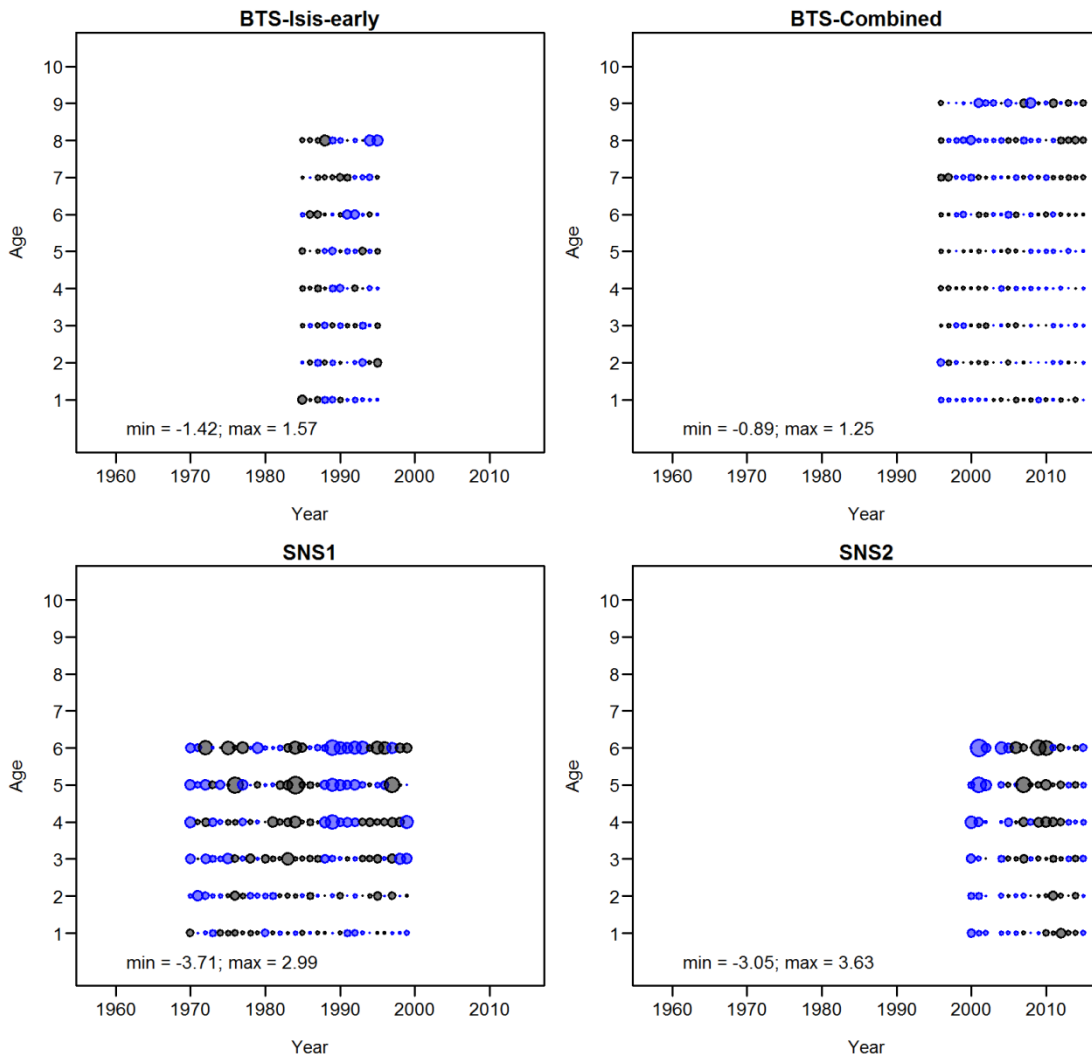 BTS-Isis-early
10
9
8
7
6
5
4
3
2
1
Age
min = -1.42; max = 1.57
1960 1970 1980 1990 2000 2010
Year
BTS-Combined
10
9
8
7
6
5
4
3
2
1
Age
min = -0.89; max = 1.25
1960 1970 1980 1990 2000 2010
Year
SNS1
10
9
8
7
6
5
4
3
2
1
Age
min = -3.71; max = 2.99
1960 1970 1980 1990 2000 2010
Year
SNS2
10
9
8
7
6
5
4
3
2
1
Age
min = -3.05; max = 3.63
1960 1970 1980 1990 2000 2010
Year